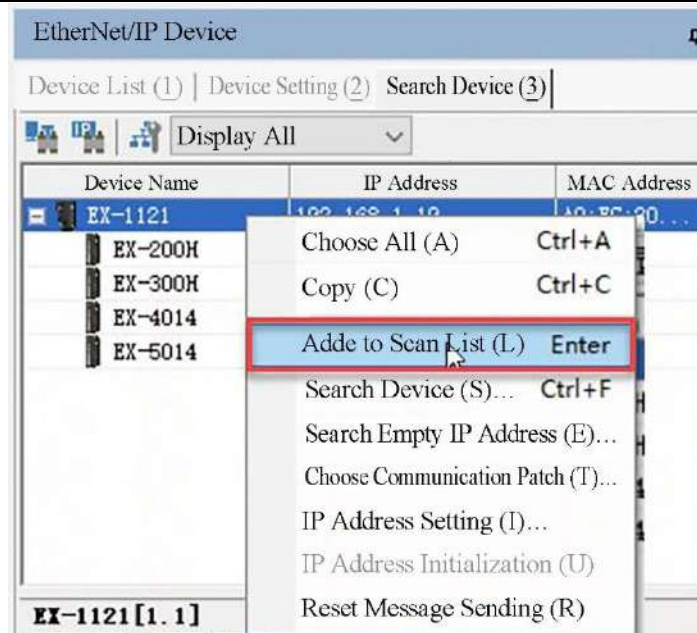 EtherNet/IP Device
Device List (1) | Device Setting (2) Search Device (3)
Display All
Device Name IP Address MAC Address
EX-1121
EX-200H
EX-300H
EX-4014
EX-5014
Choose All (A) Ctrl+A
Copy (C) Ctrl+C
Adde to Scan List (L) Enter
Search Device (S)... Ctrl+F
Search Empty IP Address (E)...
Choose Communication Patch (T)...
IP Address Setting (I)...
IP Address Initialization (U)
Reset Message Sending (R)
EX-1121[1.1]